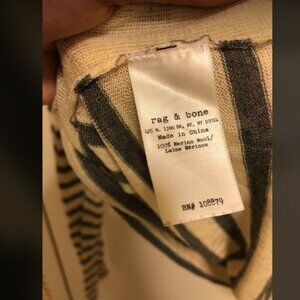 rag & bone
425 W. 13th St, NY, NY 10014
Made in China
100% Merino Wool/
Laine Mérinos
RN# 108879